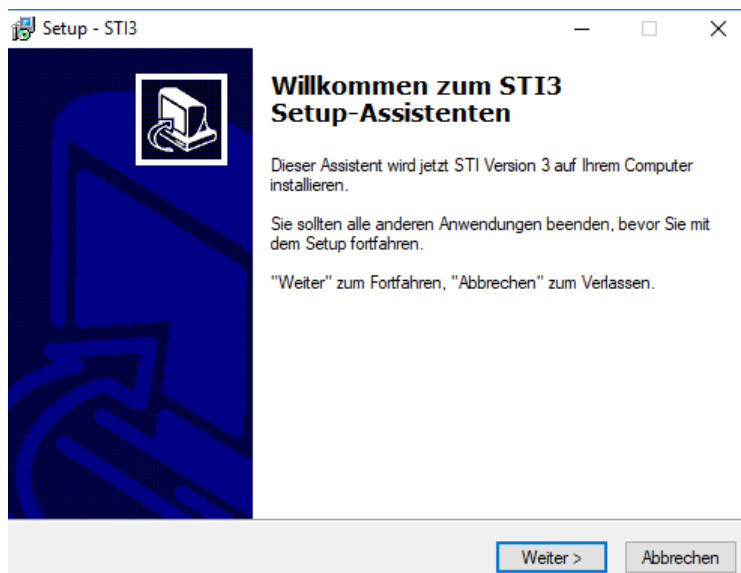 Setup - STI3
Willkommen zum STI3
Setup-Assistenten
Dieser Assistent wird jetzt STI Version 3 auf Ihrem Computer
installieren.
Sie sollten alle anderen Anwendungen beenden, bevor Sie mit
dem Setup fortfahren.
"Weiter" zum Fortfahren, "Abbrechen" zum Verlassen.
Weiter >
Abbrechen